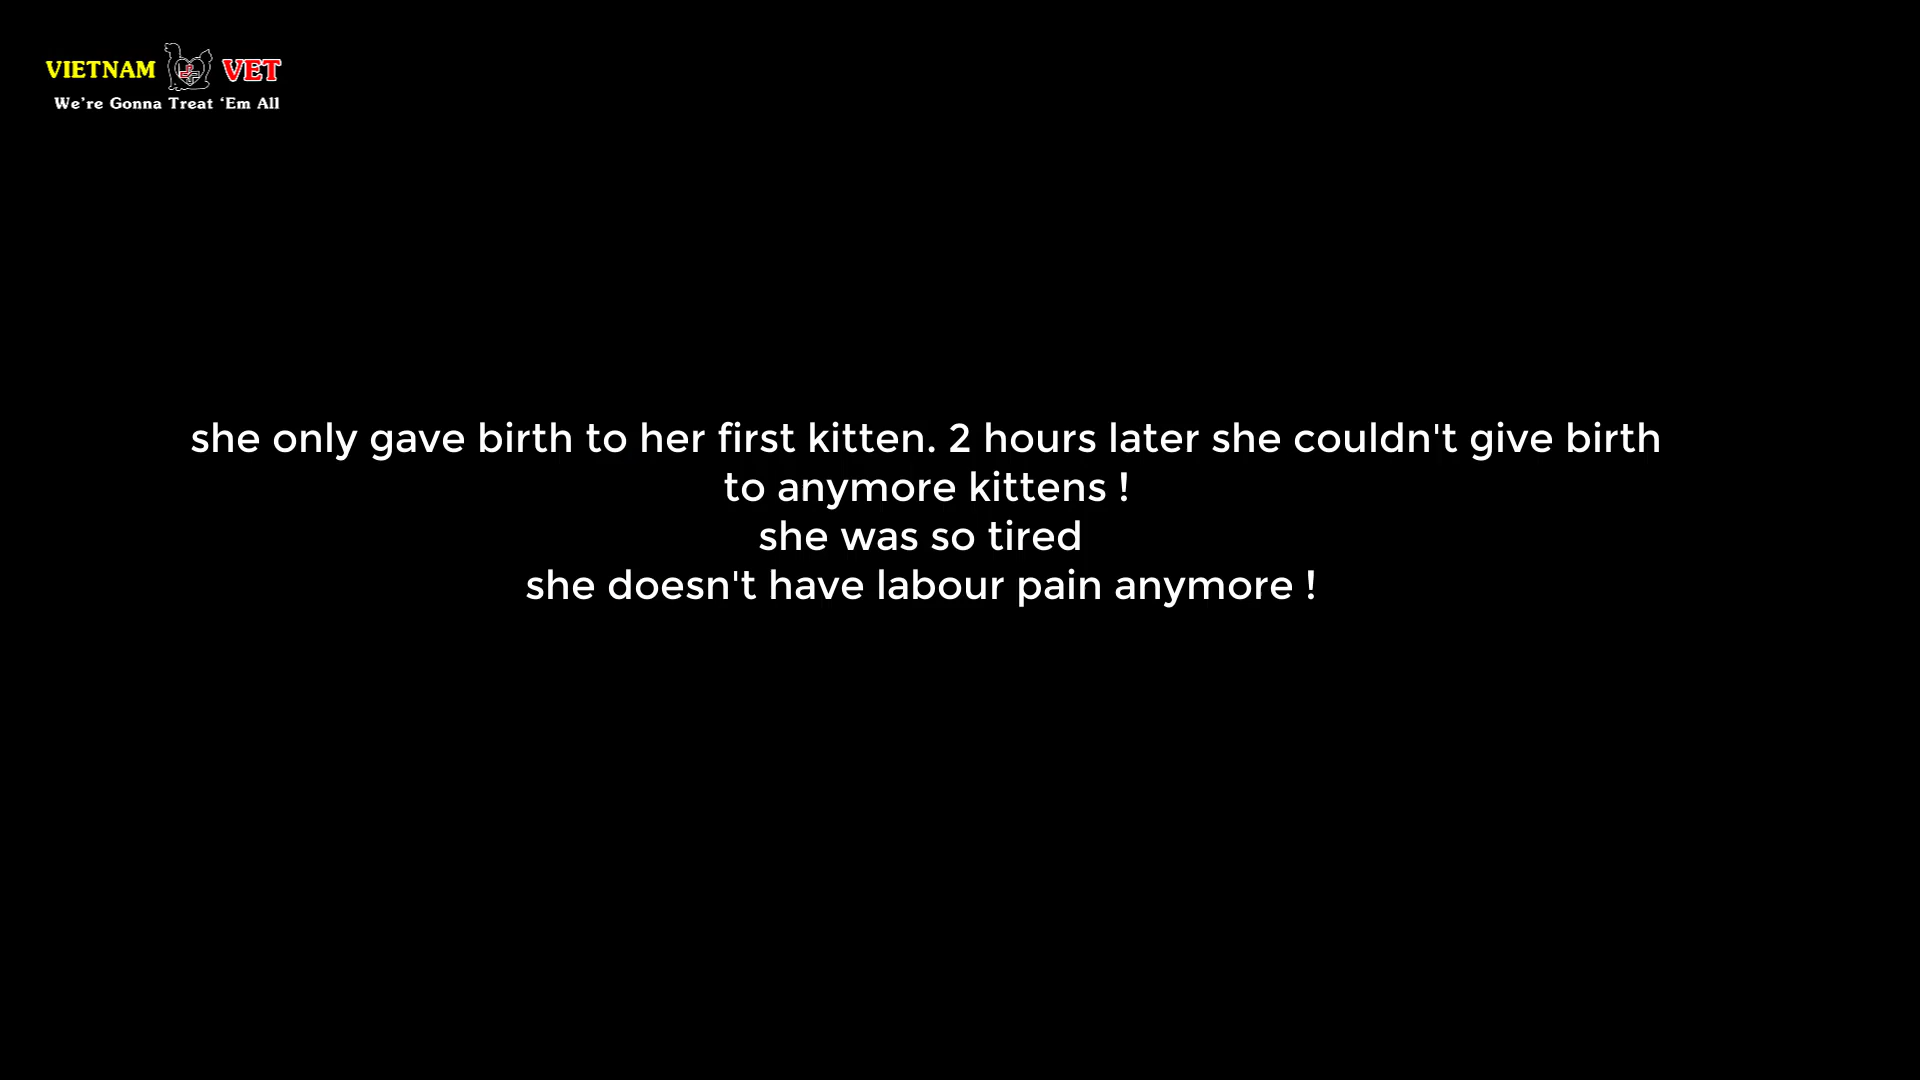 VIETNAM VET
We're Gonna Treat 'Em All
she only gave birth to her first kitten. 2 hours later she couldn't give birth
to anymore kittens !
she was so tired
she doesn't have labour pain anymore !